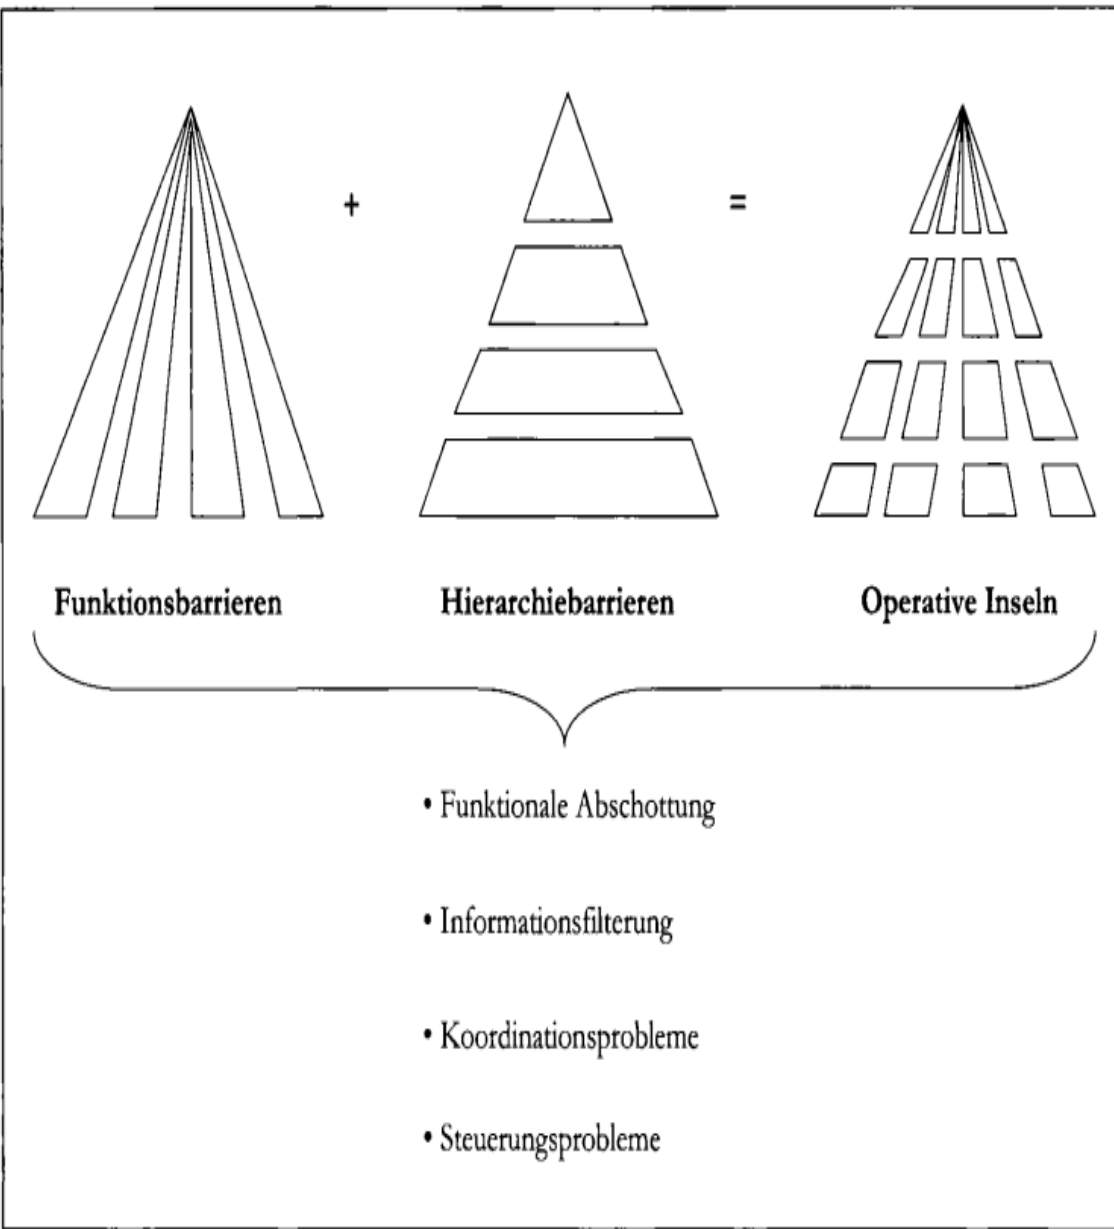 +
=
Funktionsbarrieren
Hierarchiebarrieren
Operative Inseln
• Funktionale Abschottung
• Informationsfilterung
• Koordinationsprobleme
• Steuerungsprobleme